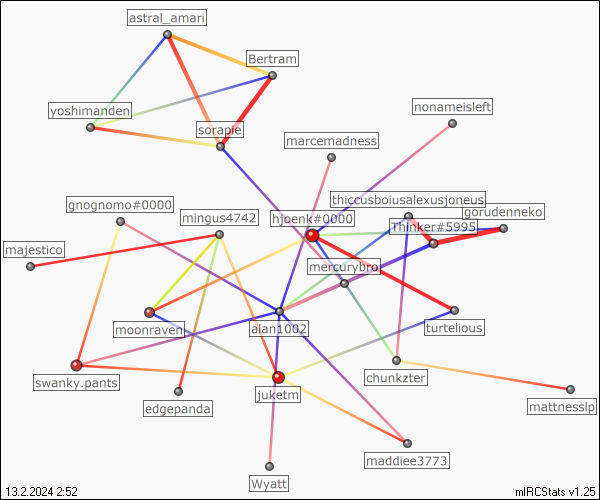 astral_amari
Bertram
nonameisleft
yoshimanden
sorapie
marcemadness
thiccusboiusalexusjoneus
gnognomo#0000
gorudenneko
mingus4742
hjoenk#0000
Thinker#5995
majestico
mercurybro
moonraven
alan1002
turtelious
swanky.pants
chunkzter
juketm
edgepanda
mattnesslp
maddiee3773
Wyatt
13.2.2024 2:52
mIRCStats v1.25